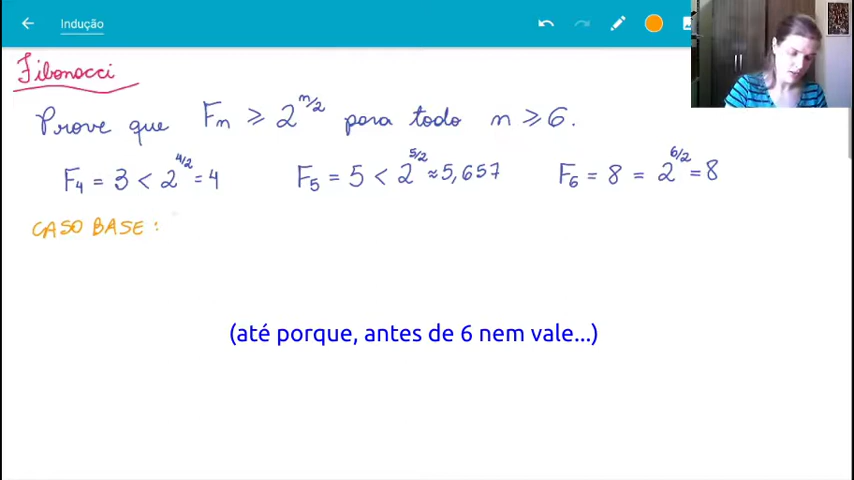 Indução
Fibonacci
Prove que Fₙ ≥ 2^(n/2) para todo n ≥ 6.
F₄ = 3 < 2^(4/2) = 4 F₅ = 5 < 2^(5/2) ≈ 5,657 F₆ = 8 = 2^(6/2) = 8
CASO BASE:
(até porque, antes de 6 nem vale...)